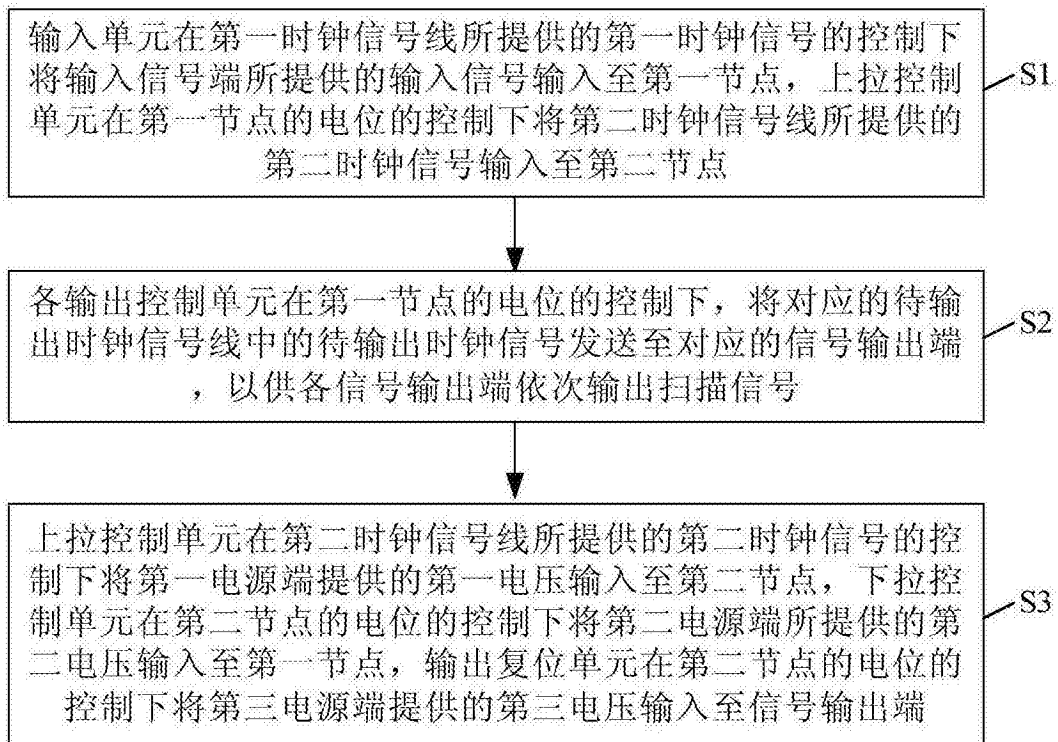 输入单元在第一时钟信号线所提供的第一时钟信号的控制下
将输入信号端所提供的输入信号输入至第一节点，上拉控制
单元在第一节点的电位的控制下将第二时钟信号线所提供的
第二时钟信号输入至第二节点
S1
各输出控制单元在第一节点的电位的控制下，将对应的待输
出时钟信号线中的待输出时钟信号发送至对应的信号输出端
，以供各信号输出端依次输出扫描信号
S2
上拉控制单元在第二时钟信号线所提供的第二时钟信号的控
制下将第一电源端提供的第一电压输入至第二节点，下拉控
制单元在第二节点的电位的控制下将第二电源端所提供的第
二电压输入至第一节点，输出复位单元在第二节点的电位的
控制下将第三电源端提供的第三电压输入至信号输出端
S3